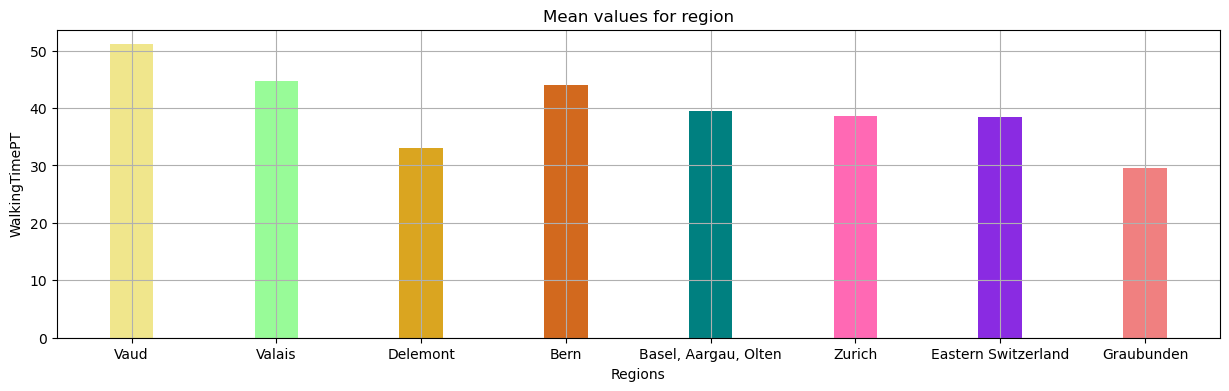 Mean values for region
WalkingTimePT
50
40
30
20
10
0
Vaud Valais Delemont Bern Basel, Aargau, Olten Zurich Eastern Switzerland Graubunden
Regions